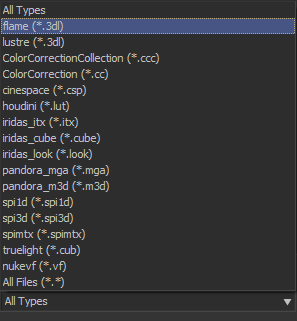 All Types
flame (*.3dl)
lustre (*.3dl)
ColorCorrectionCollection (*.ccc)
ColorCorrection (*.cc)
cinespace (*.csp)
houdini (*.lut)
iridas_itx (*.itx)
iridas_cube (*.cube)
iridas_look (*.look)
pandora_mga (*.mga)
pandora_m3d (*.m3d)
spi1d (*.spi1d)
spi3d (*.spi3d)
spimtx (*.spimtx)
truelight (*.cub)
nukevf (*.vf)
All Files (*.*)
All Types